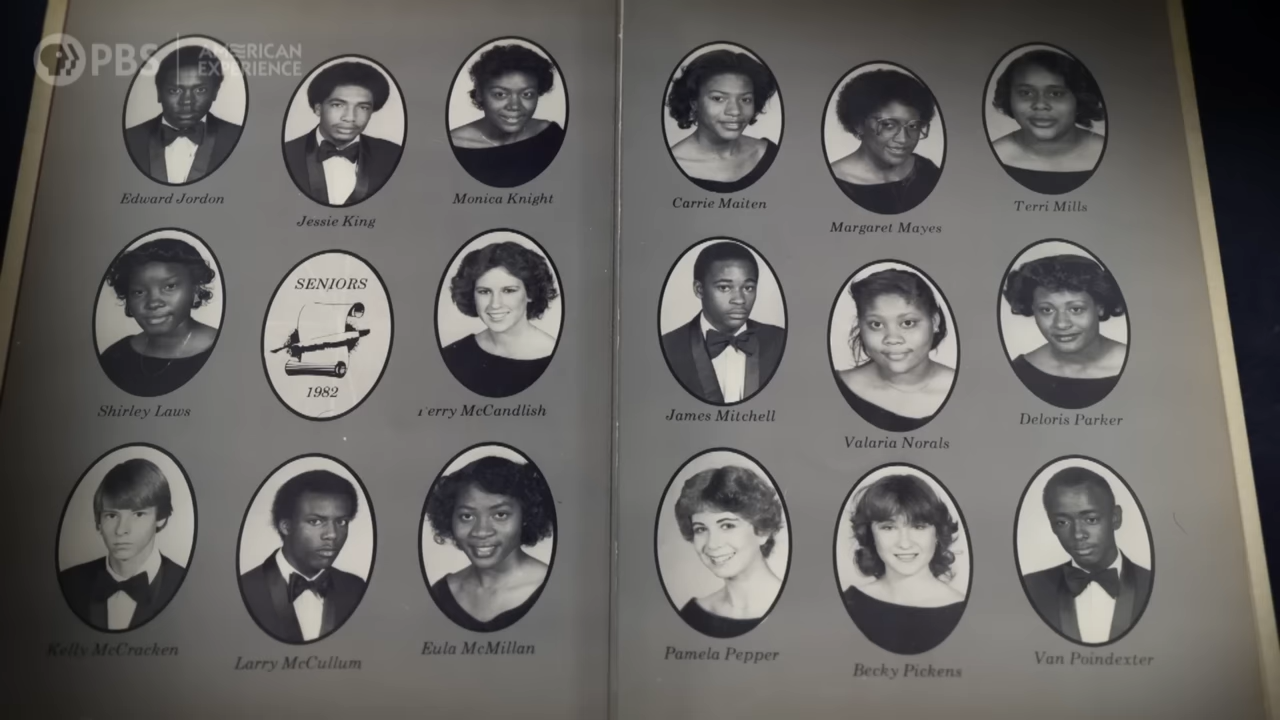 PBS
AMERICAN
EXPERIENCE
Edward Jordon
Jessie King
Monica Knight
Carrie Maiten
Margaret Mayes
Terri Mills
Shirley Laws
SENIORS
1982
McCandlish
James Mitchell
Valaria Norals
Deloris Parker
Kelly McCracken
Larry McCullum
Eula McMillan
Pamela Pepper
Becky Pickens
Van Poindexter